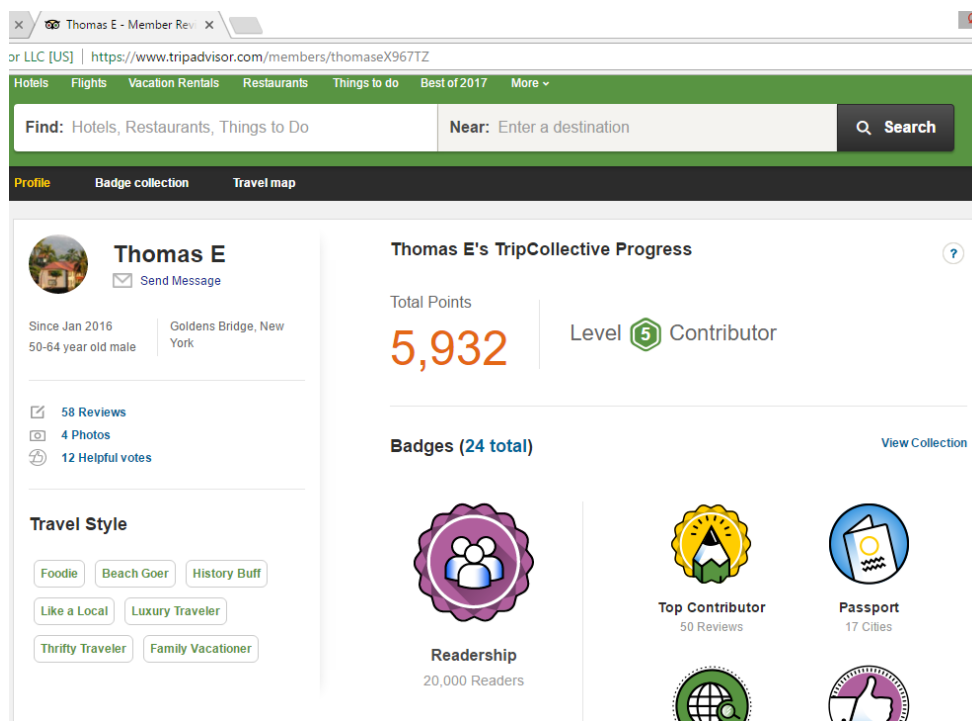 Thomas E - Member Rev
or LLC [US] | https://www.tripadvisor.com/members/thomaseX967TZ
Hotels Flights Vacation Rentals Restaurants Things to do Best of 2017 More
Find: Hotels, Restaurants, Things to Do Near: Enter a destination Search
Profile Badge collection Travel map
Thomas E
Send Message
Since Jan 2016
50-64 year old male
Goldens Bridge, New
York
58 Reviews
4 Photos
12 Helpful votes
Travel Style
Foodie Beach Goer History Buff
Like a Local Luxury Traveler
Thrifty Traveler Family Vacationer
Thomas E's TripCollective Progress ?
Total Points
5,932
Level 5 Contributor
Badges (24 total) View Collection
Readership
20,000 Readers
Top Contributor
50 Reviews
Passport
17 Cities